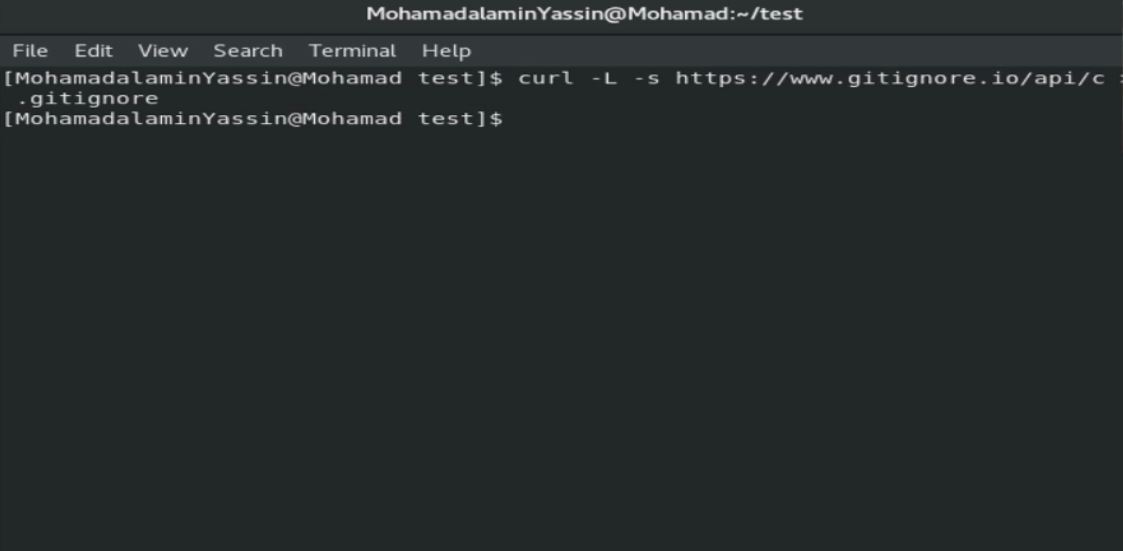 MohamadalaminYassin@Mohamad:~/test
File Edit View Search Terminal Help
[MohamadalaminYassin@Mohamad test]$ curl -L -s https://www.gitignore.io/api/c >
.gitignore
[MohamadalaminYassin@Mohamad test]$